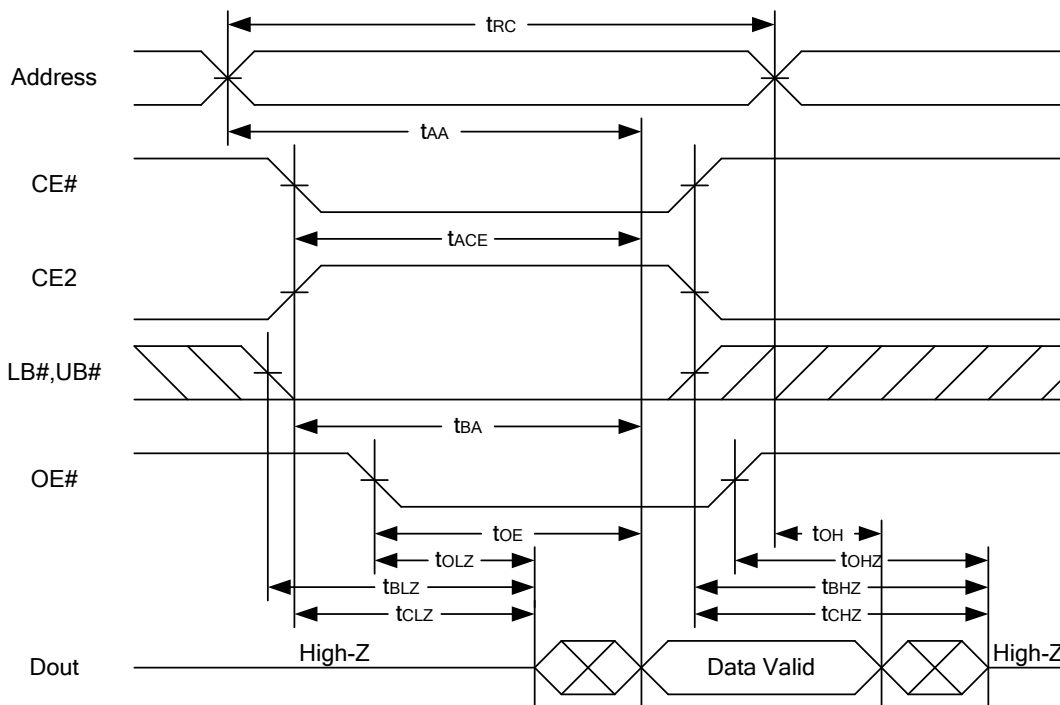 tRC
Address
tAA
CE#
tACE
CE2
LB#,UB#
tBA
OE#
tOE
tOH
tOLZ
tOHZ
tBLZ
tBHZ
tCLZ
tCHZ
Dout
High-Z
Data Valid
High-Z